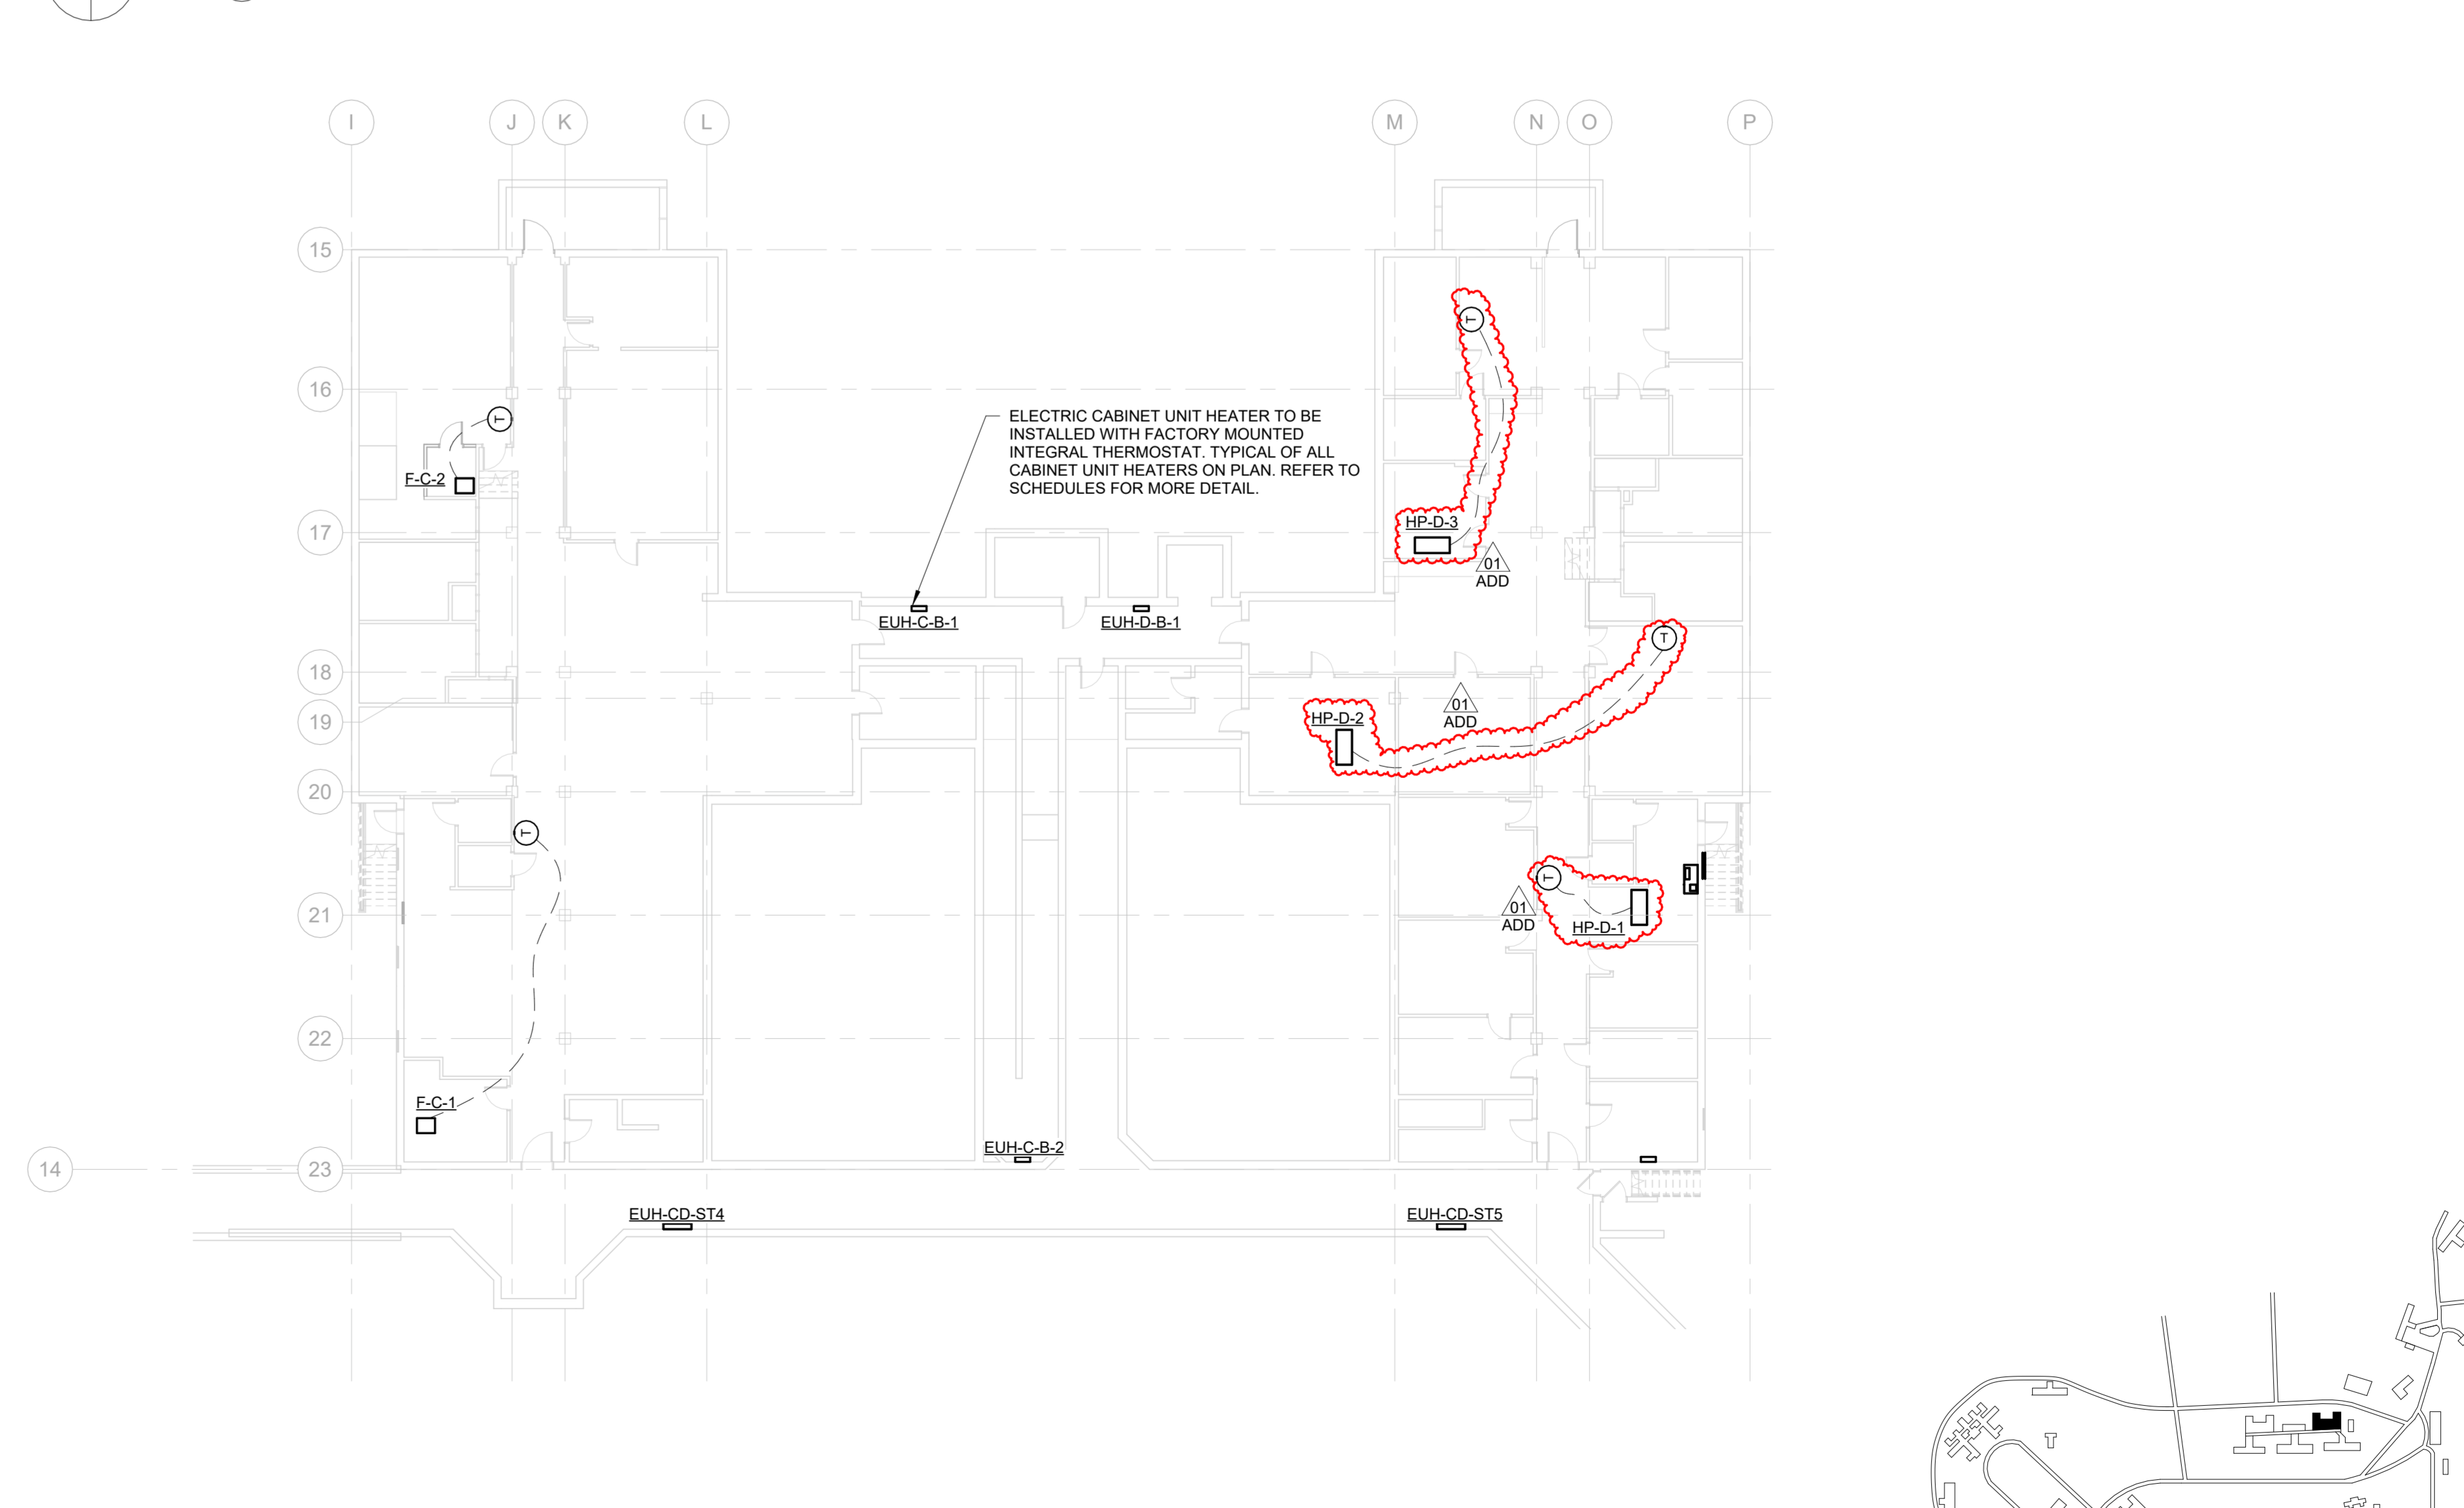 I J K L M N O P
15
T
16
T
ELECTRIC CABINET UNIT HEATER TO BE
INSTALLED WITH FACTORY MOUNTED
INTEGRAL THERMOSTAT. TYPICAL OF ALL
CABINET UNIT HEATERS ON PLAN. REFER TO
SCHEDULES FOR MORE DETAIL.
F-C-2
17
HP-D-3
01
ADD
EUH-C-B-1
EUH-D-B-1
T
18
01
ADD
19
HP-D-2
20
T
T
21
01
ADD
HP-D-1
22
F-C-1
EUH-C-B-2
14
23
EUH-CD-ST4
EUH-CD-ST5